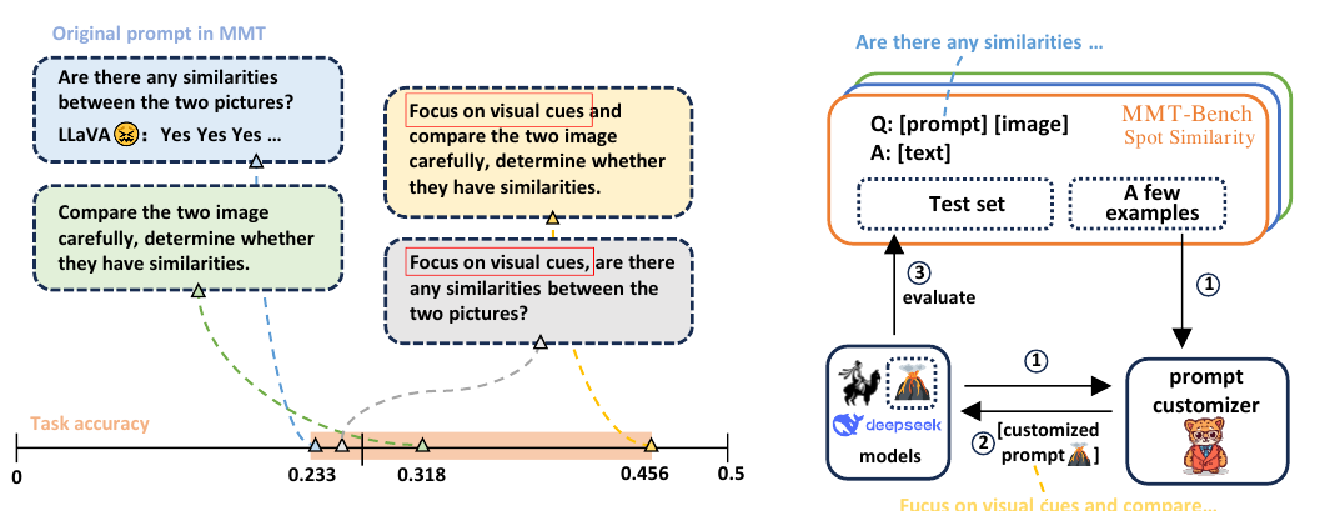 Original prompt in MMT
Are there any similarities
between the two pictures?
LLaVA : Yes Yes Yes ...
Compare the two image
carefully, determine whether
they have similarities.
Focus on visual cues and
compare the two image
carefully, determine whether
they have similarities.
Focus on visual cues, are there
any similarities between the
two pictures?
Task accuracy
0
0.233
0.318
0.456
0.5
Are there any similarities ...
MMT-Bench
Spot Similarity
Q: [prompt] [image]
A: [text]
Test set
A few
examples
3
evaluate
1
1
deepseek
models
2
[customized
prompt ]
prompt
customizer
Fucus on visual cues and compare...